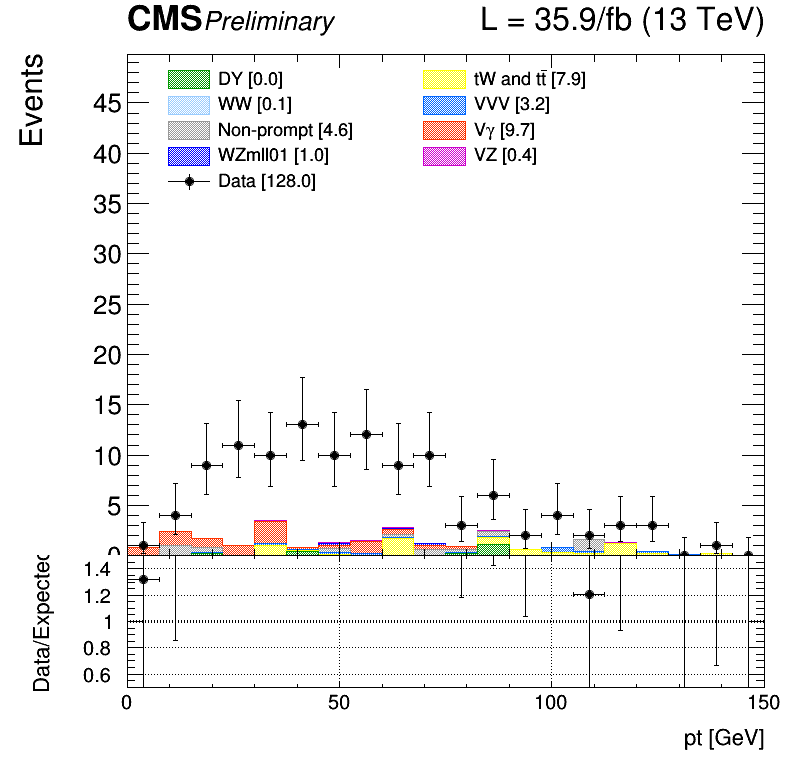 CMS Preliminary L = 35.9/fb (13 TeV)
Events
DY [0.0]
WW [0.1]
Non-prompt [4.6]
WZmll01 [1.0]
Data [128.0]
tW and tt̄ [7.9]
VVV [3.2]
Vγ [9.7]
VZ [0.4]
45
40
35
30
25
20
15
10
5
0
Data/Expected
1.4
1.2
1
0.8
0.6
0 50 100 150
pt [GeV]